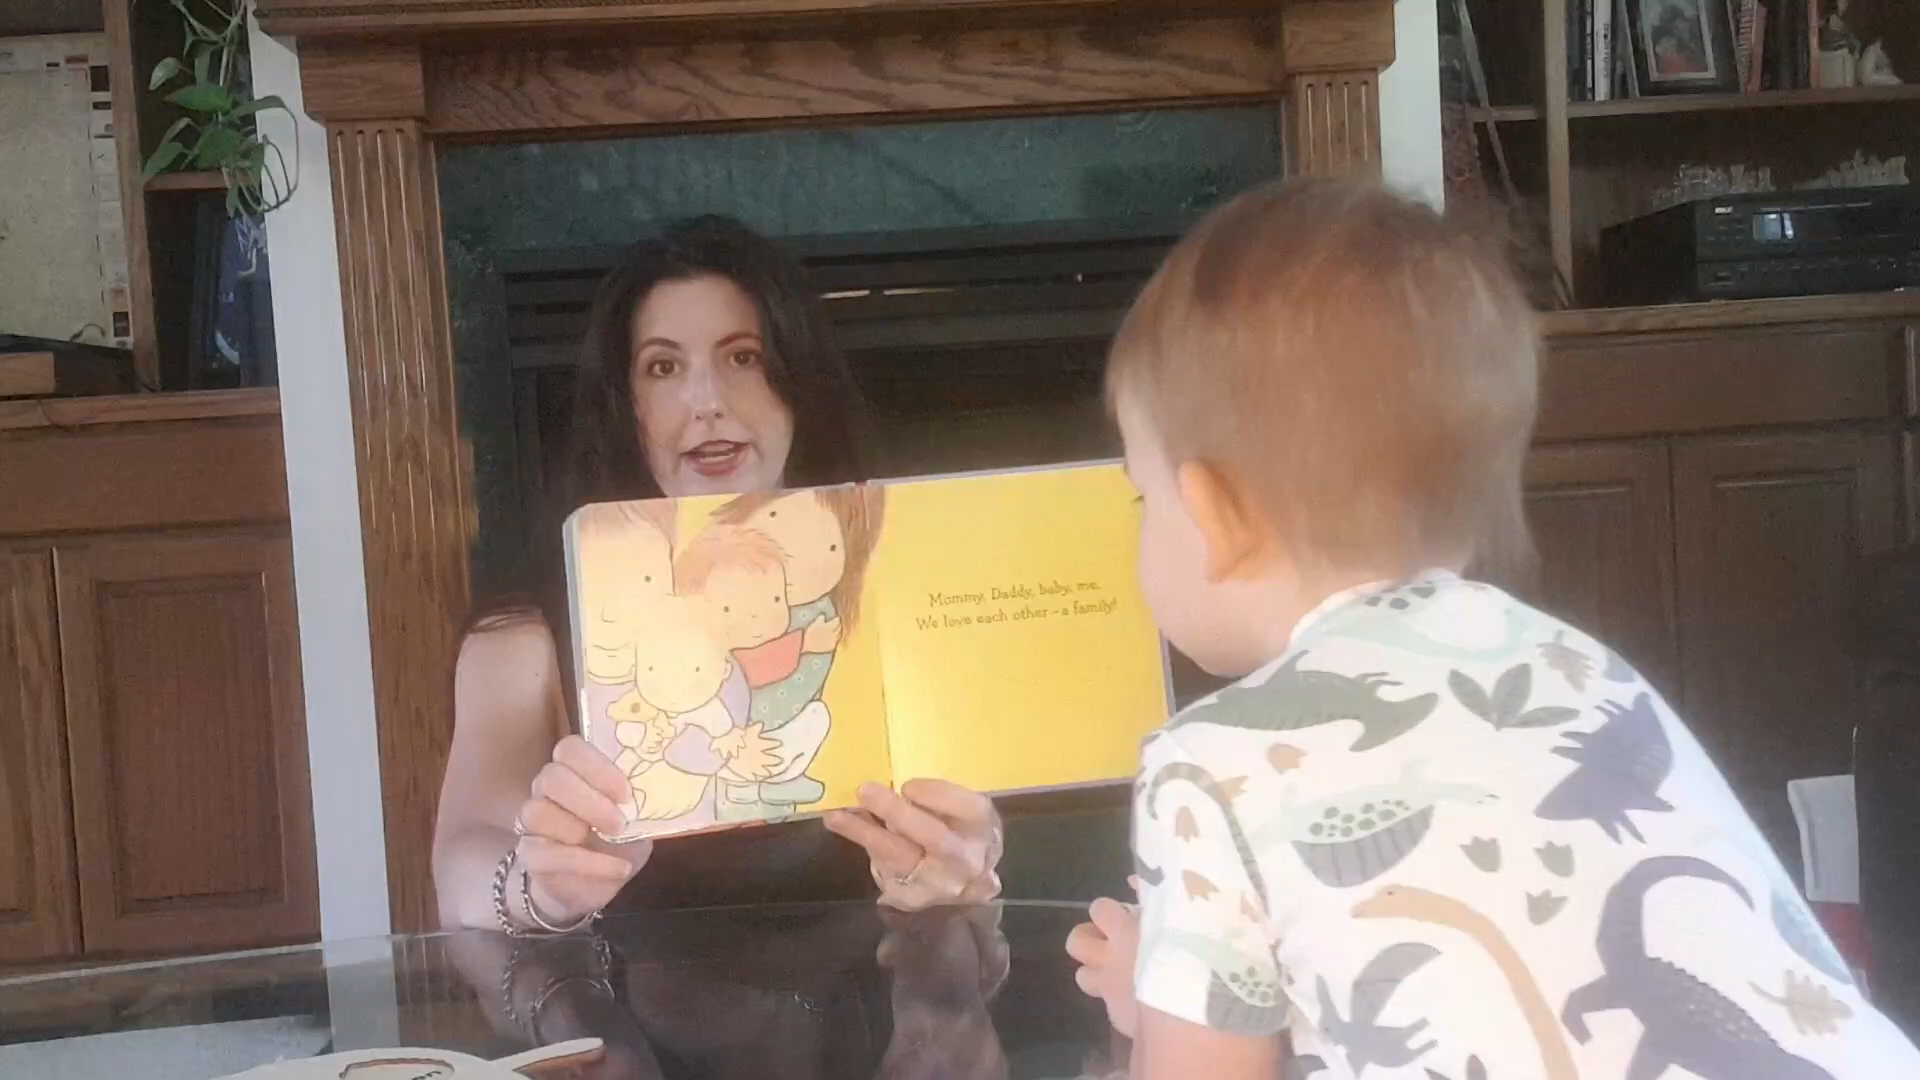 Mommy, Daddy, baby, me.
We love each other – a family!